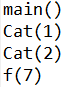 main()
Cat(1)
Cat(2)
f(7)